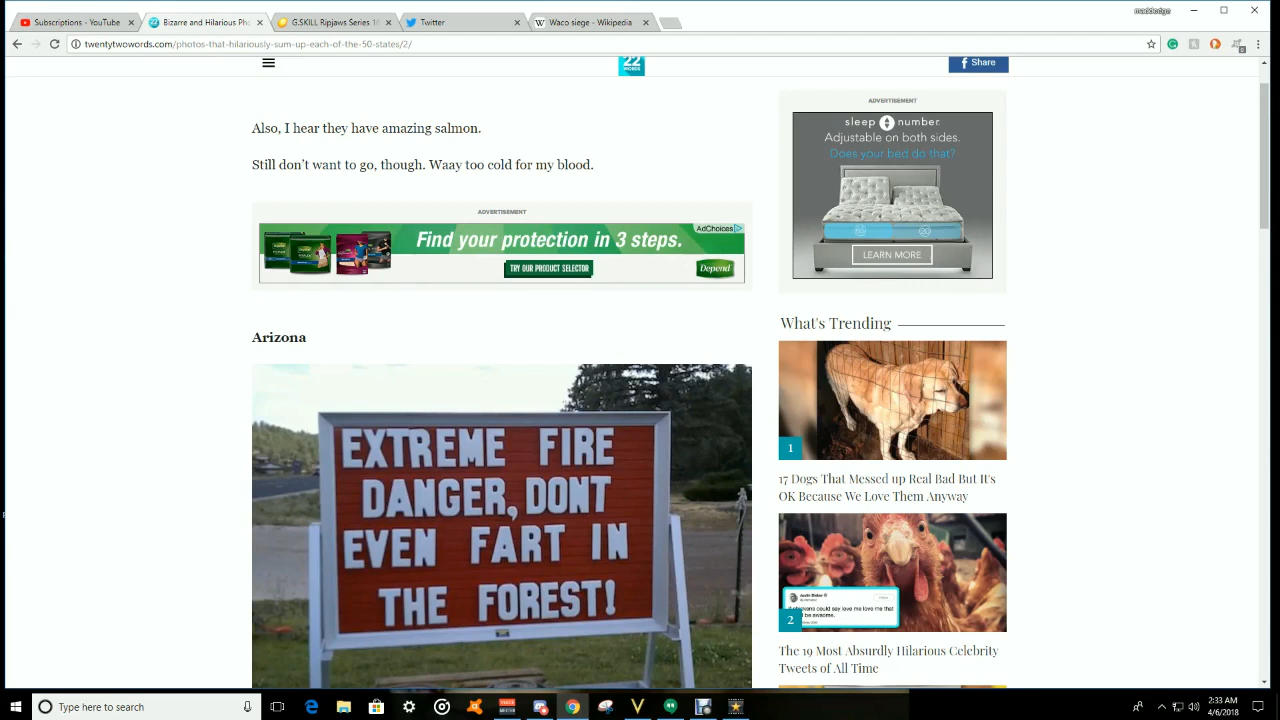 maddodge
Subscriptions - YouTube
Bizarre and Hilarious Pho
G.SKILL Ripjaws Series 16
Twitter
Waco siege - Wikipedia
twentytwowords.com/photos-that-hilariously-sum-up-each-of-the-50-states/2/
22
WORDS
Share
Also, I hear they have amazing salmon.
Still don't want to go, though. Waay too cold for my blood.
ADVERTISEMENT
AdChoices
Find your protection in 3 steps.
TRY OUR PRODUCT SELECTOR
Depend
Arizona
EXTREME FIRE
DANGER, DONT
EVEN FART IN
THE FOREST!
ADVERTISEMENT
sleep number.
Adjustable on both sides.
Does your bed do that?
LEARN MORE
What's Trending
1
17 Dogs That Messed up Real Bad But It's
OK Because We Love Them Anyway
2
The 19 Most Absurdly Hilarious Celebrity
Tweets of All Time
Type here to search
2:33 AM
4/6/2018